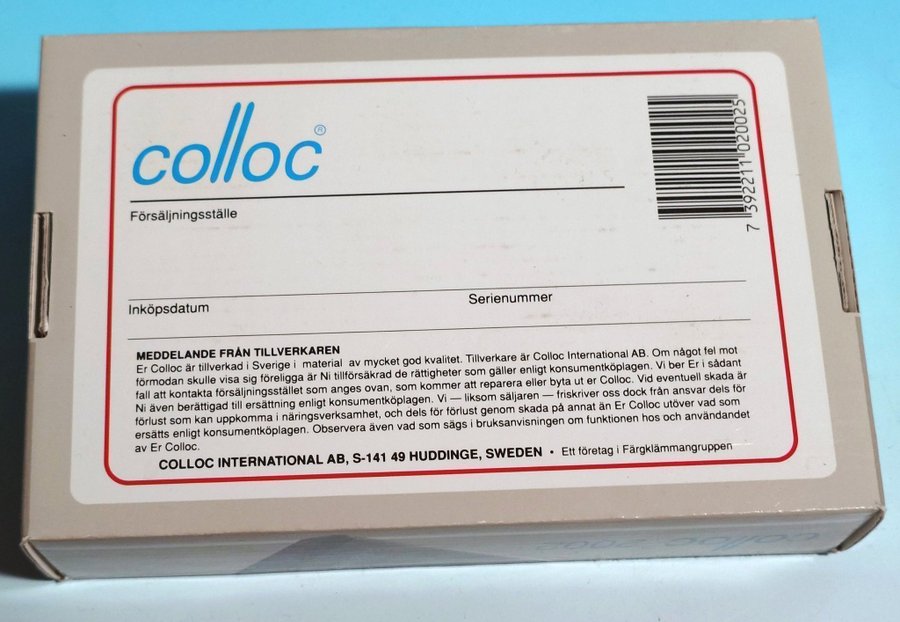 colloc®
Försäljningsställe
7 392211 020025
Inköpsdatum
Serienummer
MEDDELANDE FRÅN TILLVERKAREN
Er Colloc är tillverkad i Sverige i material av mycket god kvalitet. Tillverkare är Colloc International AB. Om något fel mot
förmodan skulle visa sig föreligga är Ni tillförsäkrad de rättigheter som gäller enligt konsumentköplagen. Vi ber Er i sådant
fall att kontakta försäljningsstället som anges ovan, som kommer att reparera eller byta ut er Colloc. Vid eventuell skada är
Ni även berättigad till ersättning enligt konsumentköplagen. Vi — liksom säljaren — friskriver oss dock från ansvar dels för
förlust som kan uppkomma i näringsverksamhet, och dels för förlust genom skada på annat än Er Colloc utöver vad som
ersätts enligt konsumentköplagen. Observera även vad som sägs i bruksanvisningen om funktionen hos och användandet
av Er Colloc.
COLLOC INTERNATIONAL AB, S-141 49 HUDDINGE, SWEDEN • Ett företag i Färgklämmangruppen
colloc